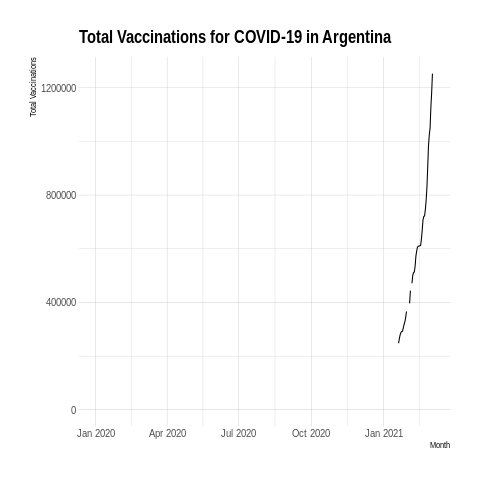 Total Vaccinations for COVID-19 in Argentina
Total Vaccinations
1200000
800000
400000
0
Jan 2020 Apr 2020 Jul 2020 Oct 2020 Jan 2021
Month